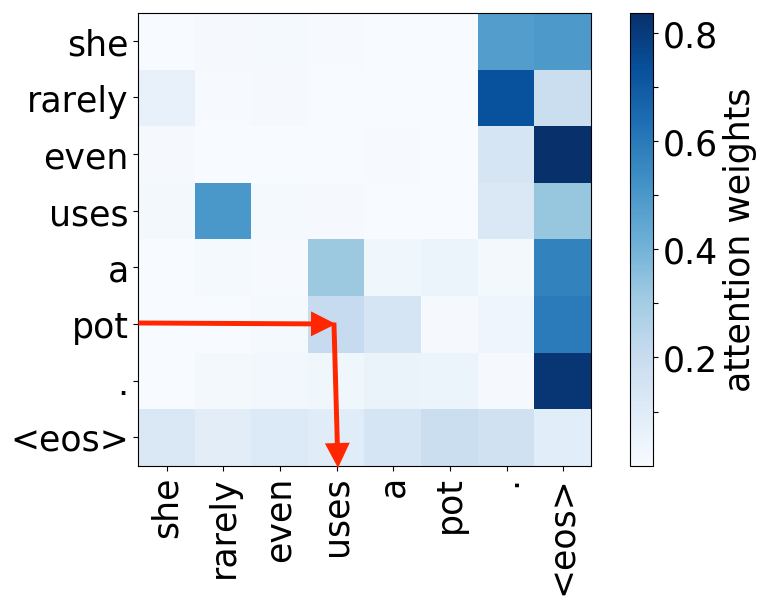 she
rarely
even
uses
a
pot
.
<eos>
she
rarely
even
uses
a
pot
.
<eos>
0.8
0.6
0.4
0.2
attention weights